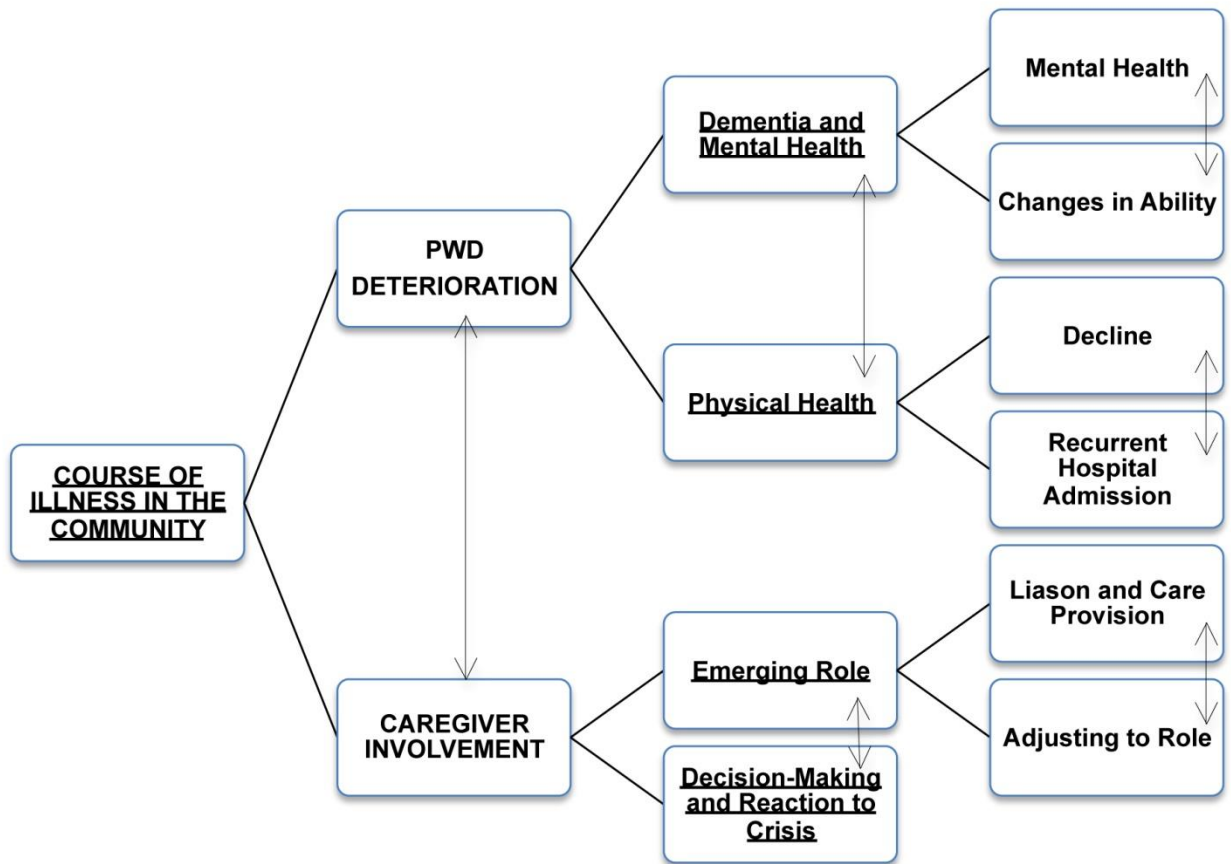 Mental Health
Dementia and
Mental Health
Changes in Ability
PWD
DETERIORATION
Decline
Physical Health
Recurrent
Hospital
Admission
COURSE OF
ILLNESS IN THE
COMMUNITY
Liason and Care
Provision
Emerging Role
CAREGIVER
INVOLVEMENT
Adjusting to Role
Decision-Making
and Reaction to
Crisis